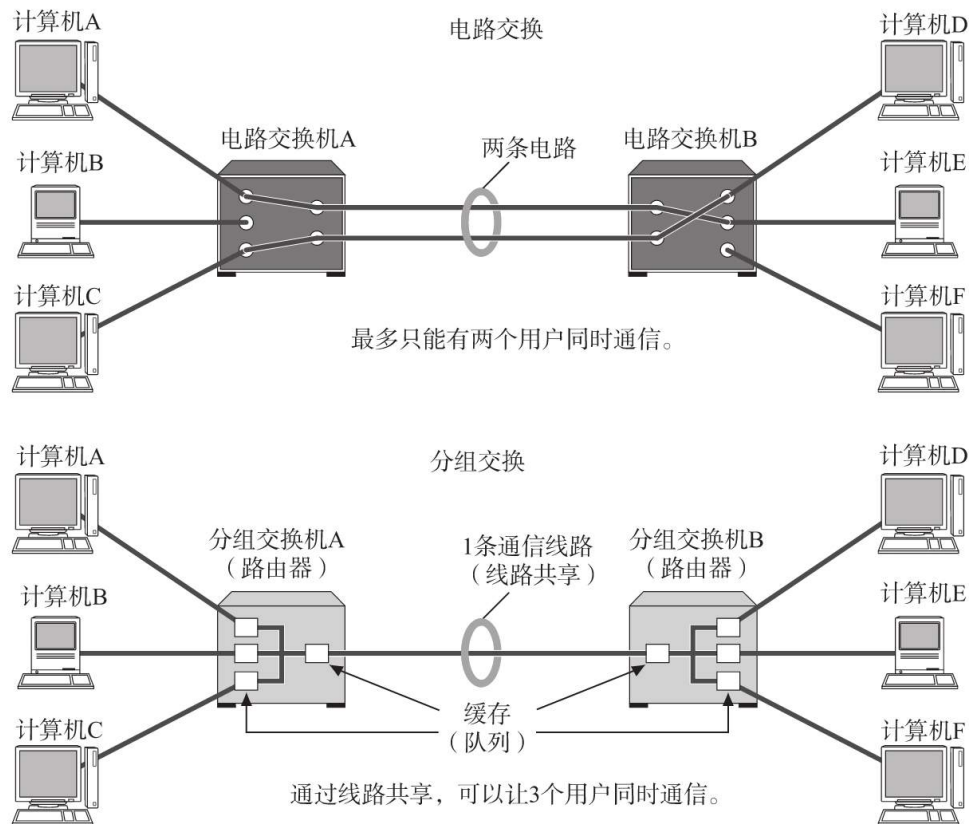 计算机A
电路交换
计算机D
电路交换机A
两条电路
电路交换机B
计算机B
计算机E
计算机C
计算机F
最多只能有两个用户同时通信。
计算机A
分组交换
计算机D
分组交换机A
（路由器）
1条通信线路
（线路共享）
分组交换机B
（路由器）
计算机B
计算机E
计算机C
缓存
（队列）
计算机F
通过线路共享，可以让3个用户同时通信。